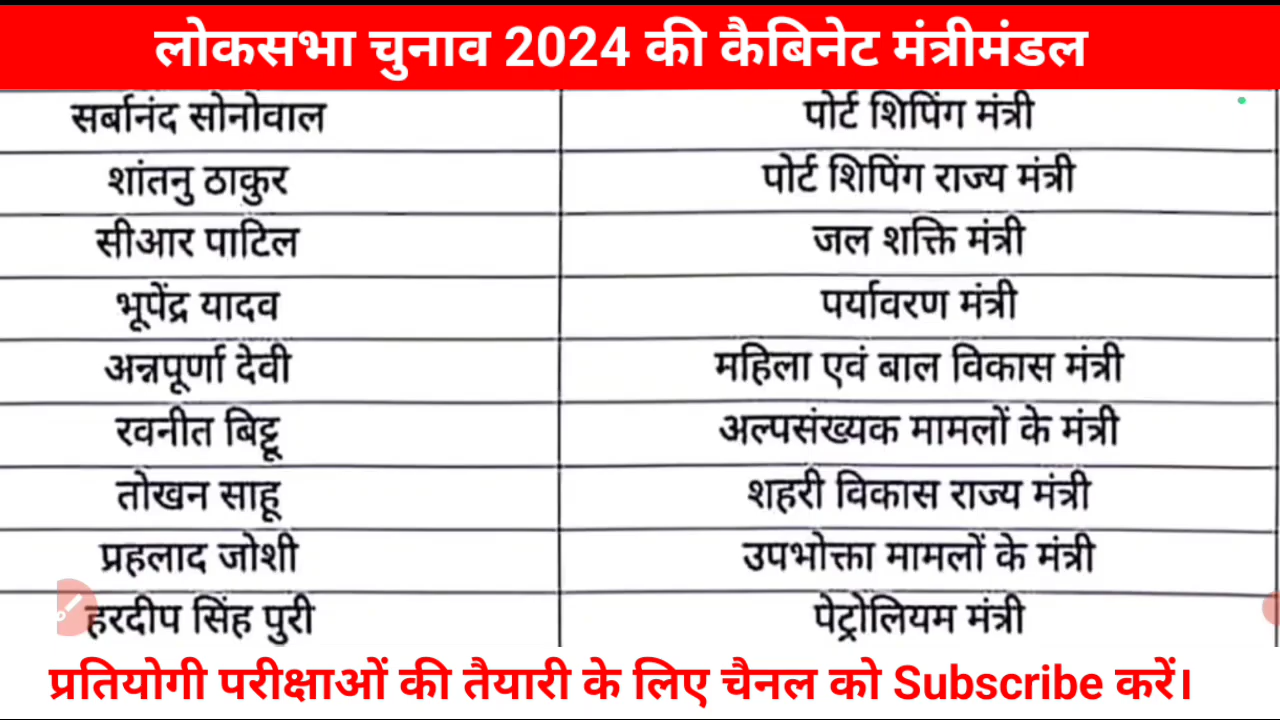 लोकसभा चुनाव 2024 की कैबिनेट मंत्रीमंडल
सर्बानंद सोनोवाल पोर्ट शिपिंग मंत्री
शांतनु ठाकुर पोर्ट शिपिंग राज्य मंत्री
सीआर पाटिल जल शक्ति मंत्री
भूपेंद्र यादव पर्यावरण मंत्री
अन्नपूर्णा देवी महिला एवं बाल विकास मंत्री
रवनीत बिट्टू अल्पसंख्यक मामलों के मंत्री
तोखन साहू शहरी विकास राज्य मंत्री
प्रहलाद जोशी उपभोक्ता मामलों के मंत्री
हरदीप सिंह पुरी पेट्रोलियम मंत्री
प्रतियोगी परीक्षाओं की तैयारी के लिए चैनल को Subscribe करें।